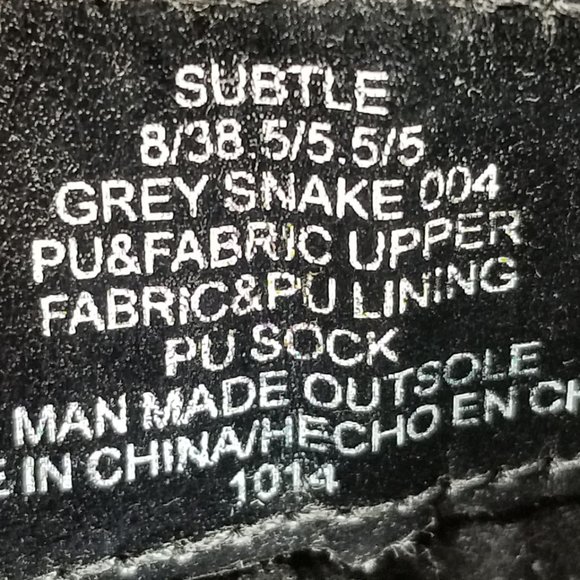 SUBTLE
8/38.5/5.5/5
GREY SNAKE 004
PU&FABRIC UPPER
FABRIC&PU LINING
PU SOCK
MAN MADE OUTSOLE
IN CHINA/HECHO EN
1014